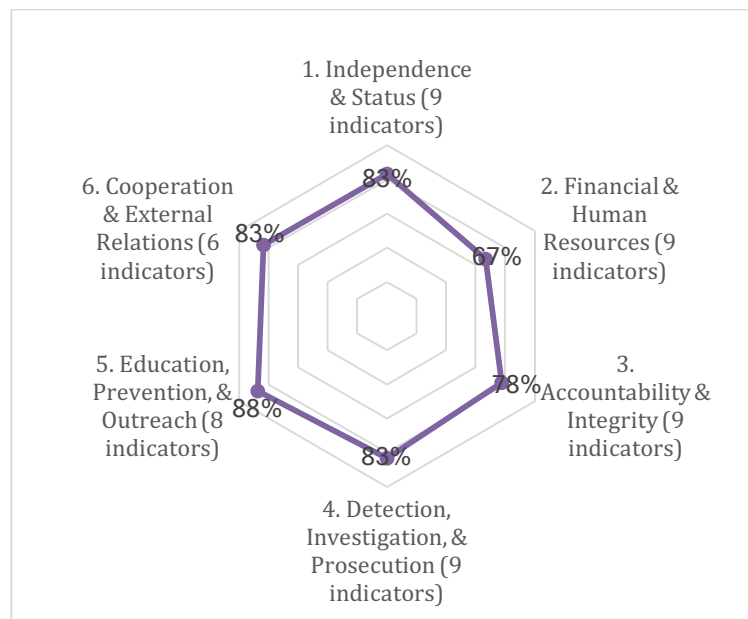 1. Independence
& Status (9
indicators)
83%
2. Financial &
Human
Resources (9
indicators)
67%
3.
Accountability &
Integrity (9
indicators)
78%
4. Detection,
Investigation, &
Prosecution (9
indicators)
83%
5. Education,
Prevention, &
Outreach (8
indicators)
88%
6. Cooperation
& External
Relations (6
indicators)
83%